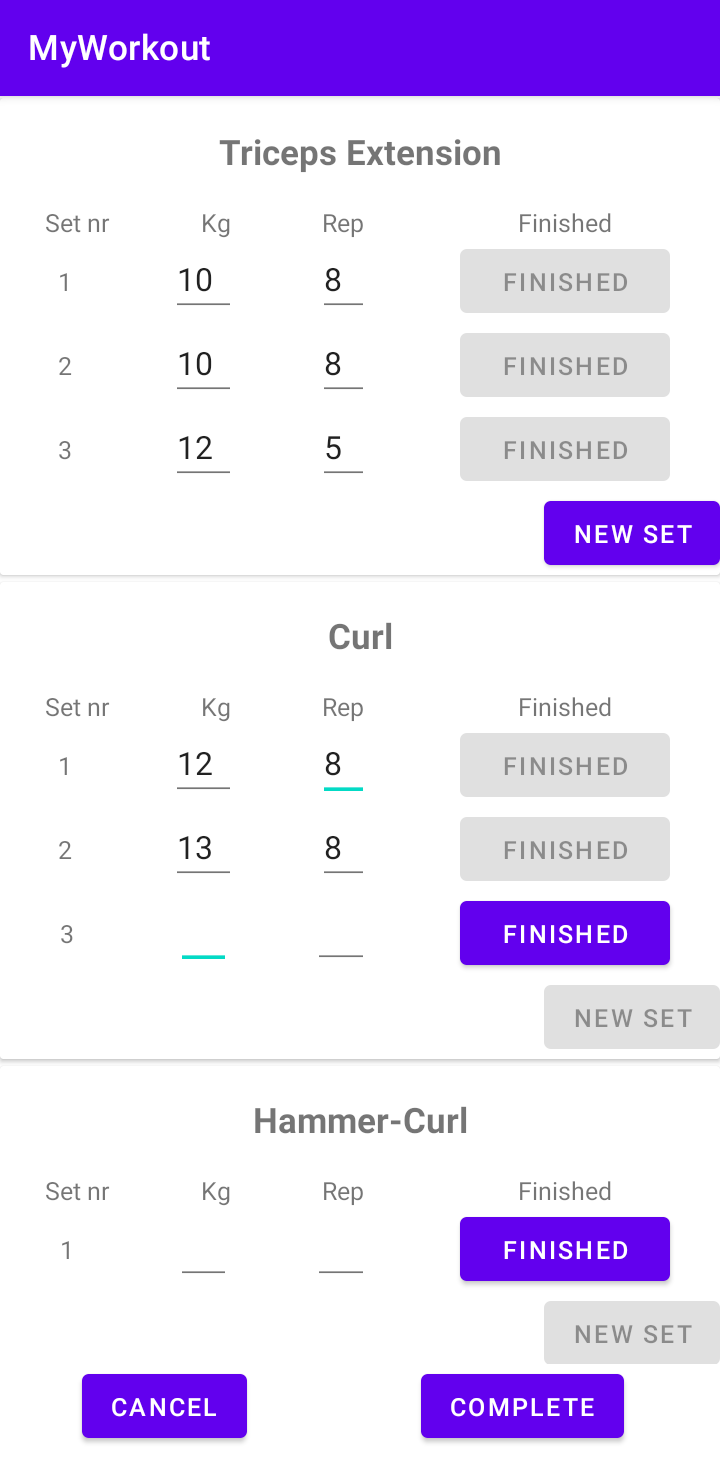 MyWorkout
Triceps Extension
Set nr Kg Rep Finished
1 10 8 FINISHED
2 10 8 FINISHED
3 12 5 FINISHED
NEW SET
Curl
Set nr Kg Rep Finished
1 12 8 FINISHED
2 13 8 FINISHED
3 FINISHED
NEW SET
Hammer-Curl
Set nr Kg Rep Finished
1 FINISHED
NEW SET
CANCEL COMPLETE